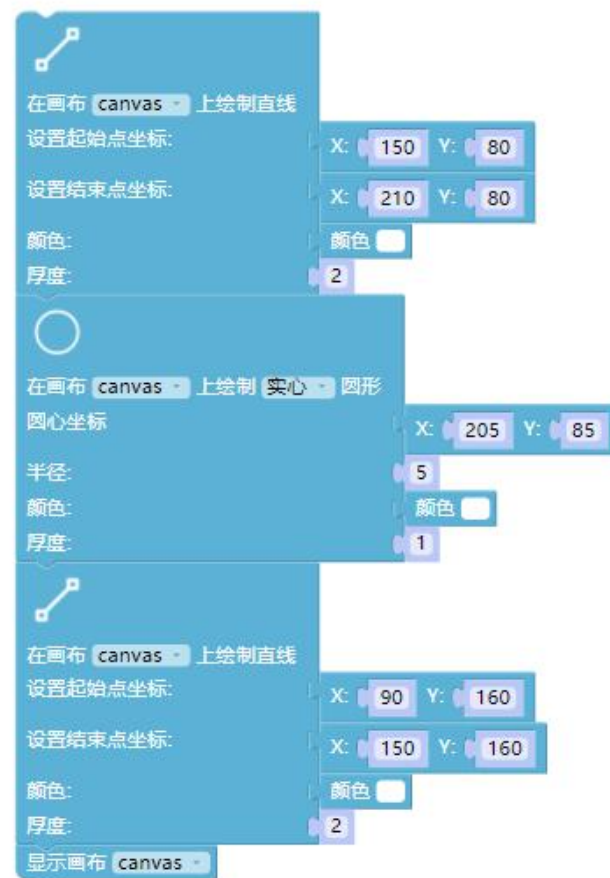 在画布 canvas 上绘制直线
设置起始点坐标: X: 150 Y: 80
设置结束点坐标: X: 210 Y: 80
颜色: 颜色
厚度: 2
在画布 canvas 上绘制 实心 圆形
圆心坐标 X: 205 Y: 85
半径: 5
颜色: 颜色
厚度: 1
在画布 canvas 上绘制直线
设置起始点坐标: X: 90 Y: 160
设置结束点坐标: X: 150 Y: 160
颜色: 颜色
厚度: 2
显示画布 canvas